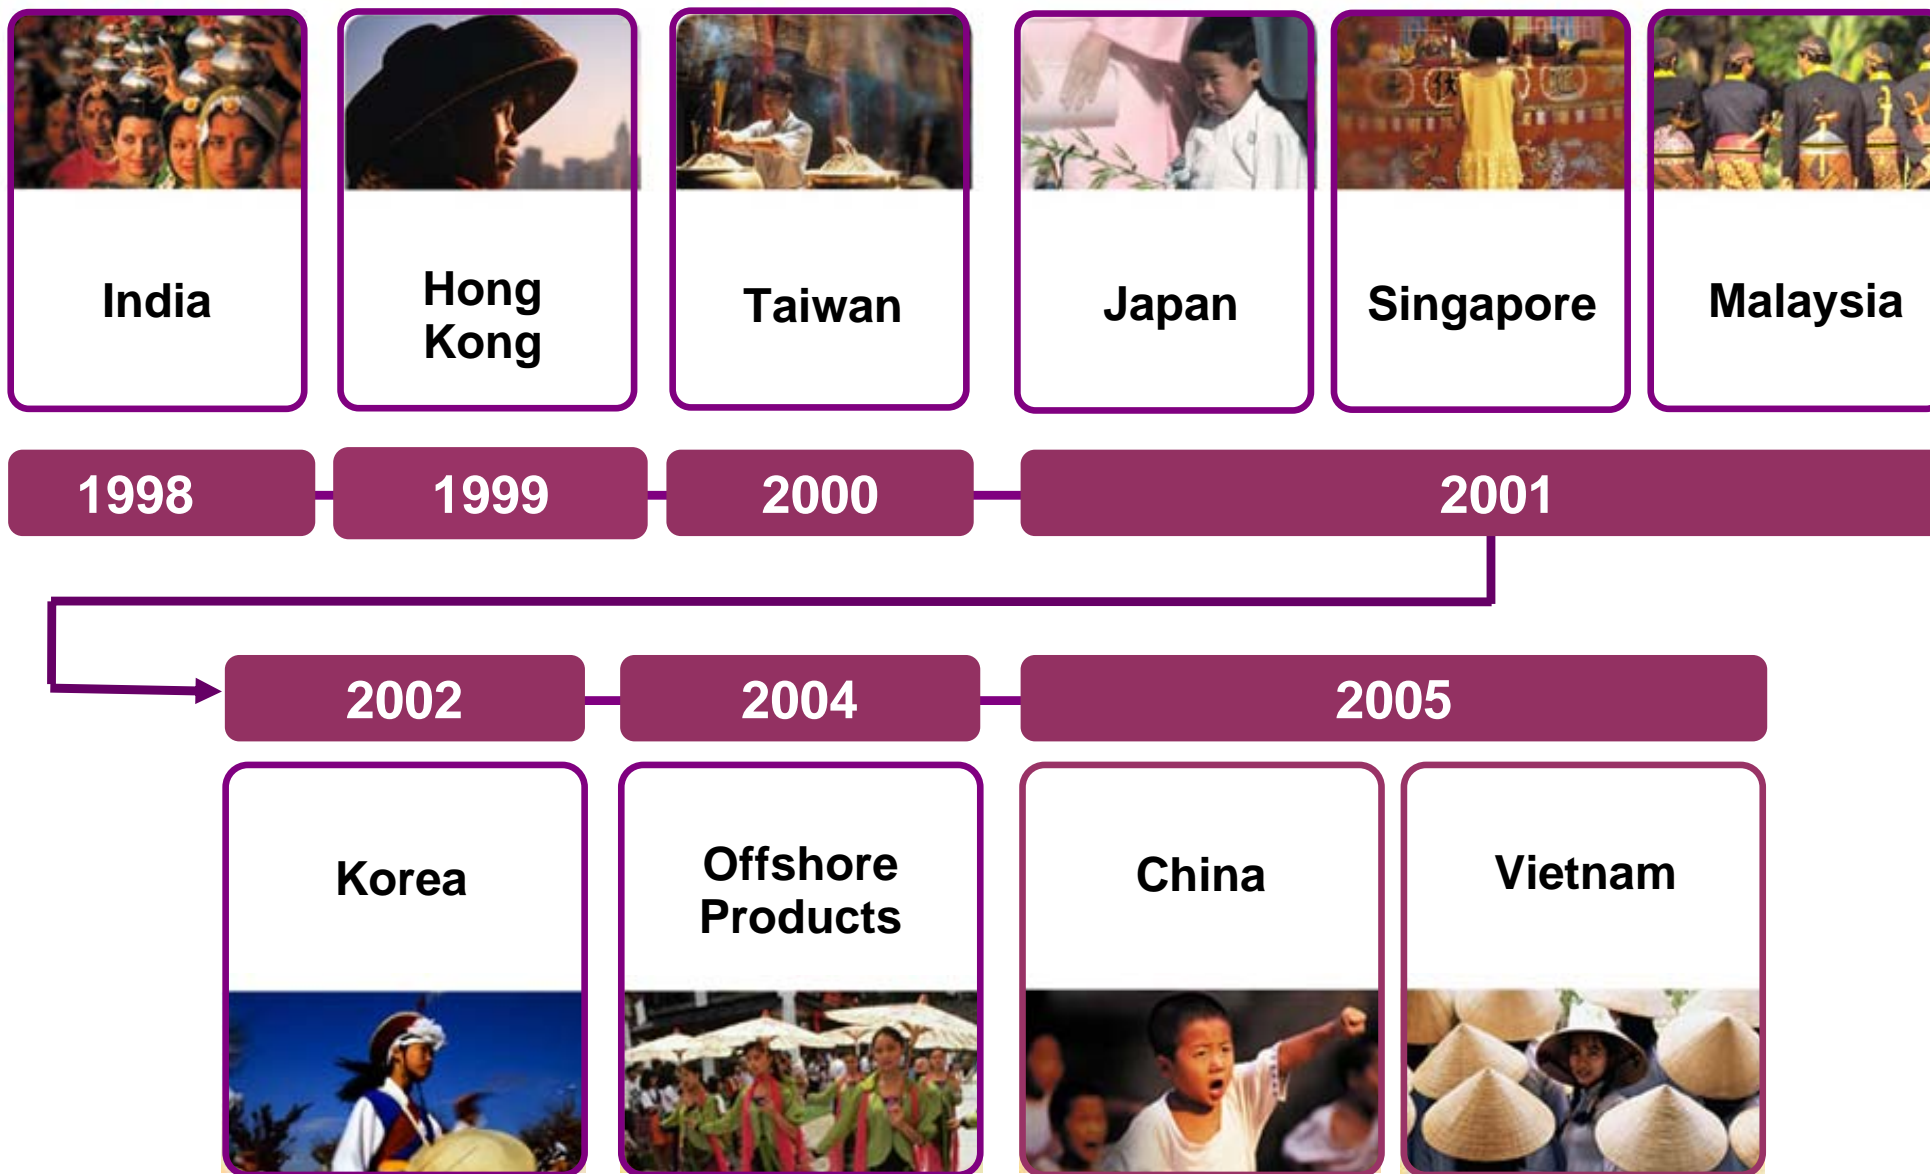 India
Hong
Kong
Taiwan
Japan
Singapore
Malaysia
1998
1999
2000
2001
2002
2004
2005
Korea
Offshore
Products
China
Vietnam